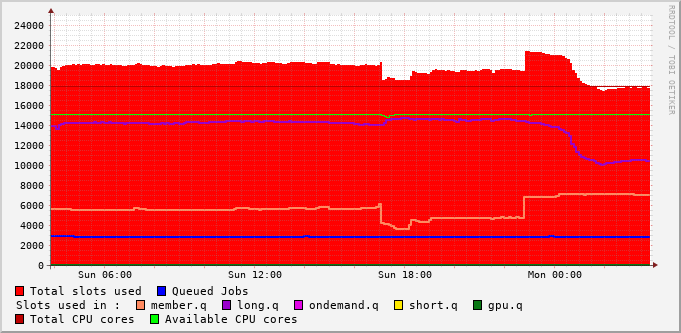 RRDTOOL / TOBI OETIKER
24000
22000
20000
18000
16000
14000
12000
10000
8000
6000
4000
2000
0
Sun 06:00 Sun 12:00 Sun 18:00 Mon 00:00
Total slots used Queued Jobs
Slots used in : member.q long.q ondemand.q short.q gpu.q
Total CPU cores Available CPU cores